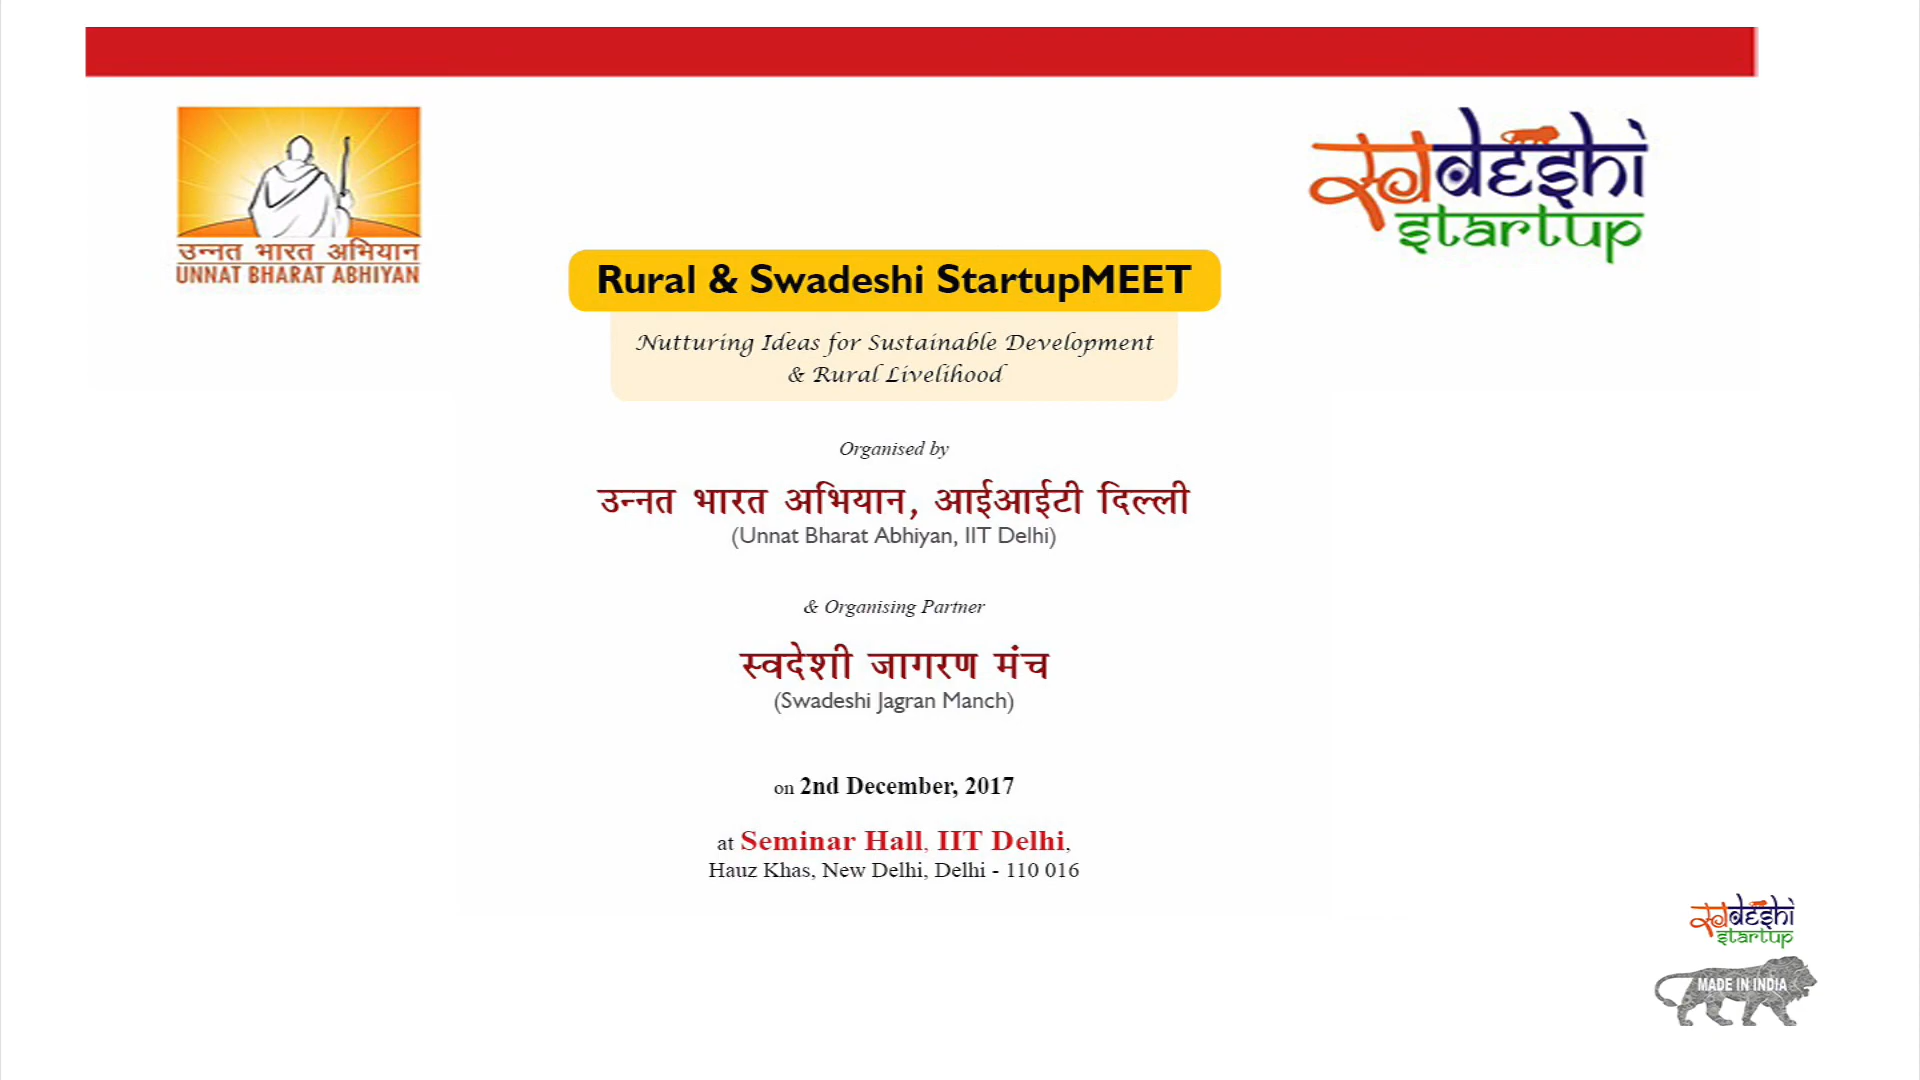 उन्नत भारत अभियान
UNNAT BHARAT ABHIYAN
स्वdeshi
startup
Rural & Swadeshi StartupMEET
Nutturing Ideas for Sustainable Development
& Rural Livelihood
Organised by
उन्नत भारत अभियान, आईआईटी दिल्ली
(Unnat Bharat Abhiyan, IIT Delhi)
& Organising Partner
स्वदेशी जागरण मंच
(Swadeshi Jagran Manch)
on 2nd December, 2017
at Seminar Hall, IIT Delhi,
Hauz Khas, New Delhi, Delhi - 110 016
स्वdeshi
startup
MADE IN INDIA